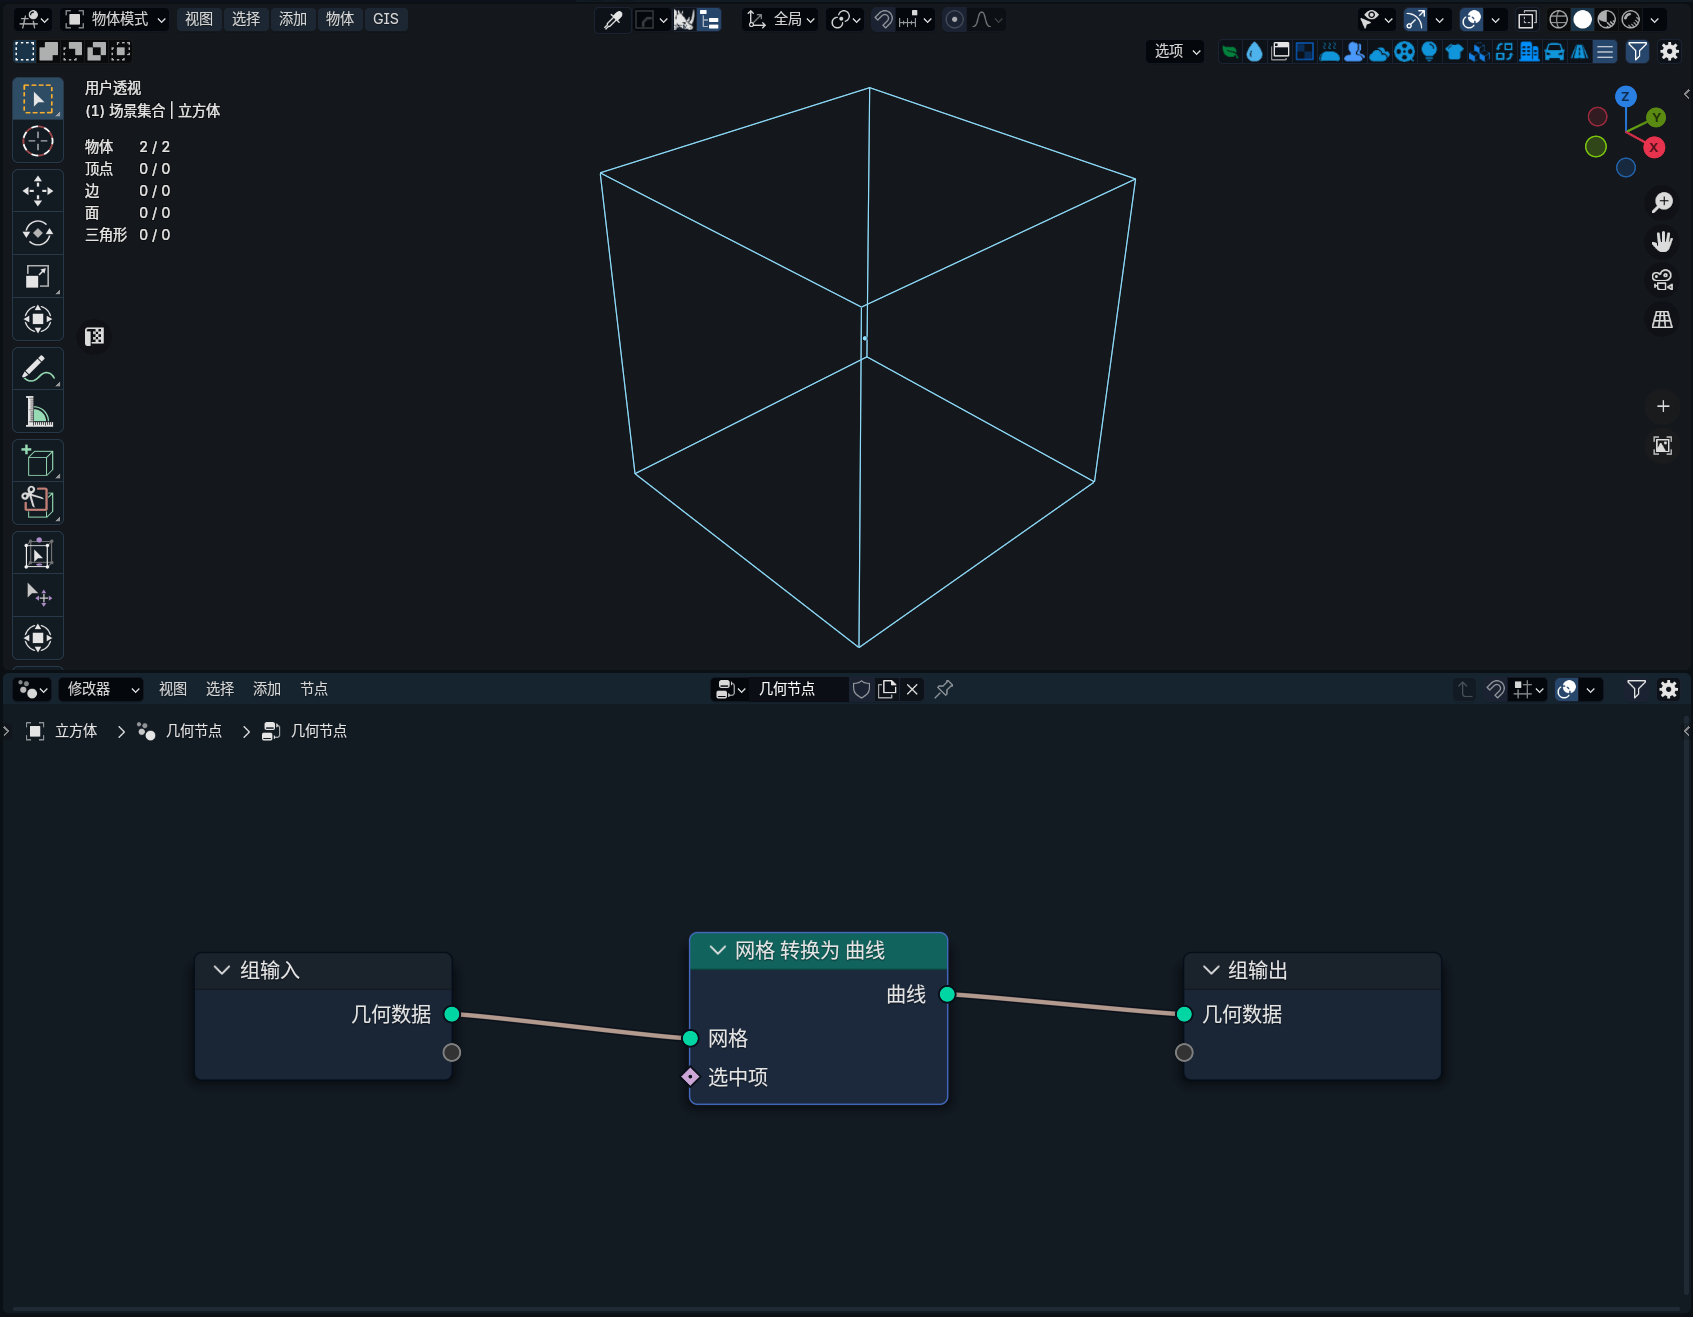 物体模式 视图 选择 添加 物体 GIS 全局
选项
用户透视
(1) 场景集合 | 立方体
物体 2 / 2
顶点 0 / 0
边 0 / 0
面 0 / 0
三角形 0 / 0
Z
Y
X
修改器 视图 选择 添加 节点 几何节点
立方体 几何节点 几何节点
组输入
几何数据
网格 转换为 曲线
曲线
网格
选中项
组输出
几何数据